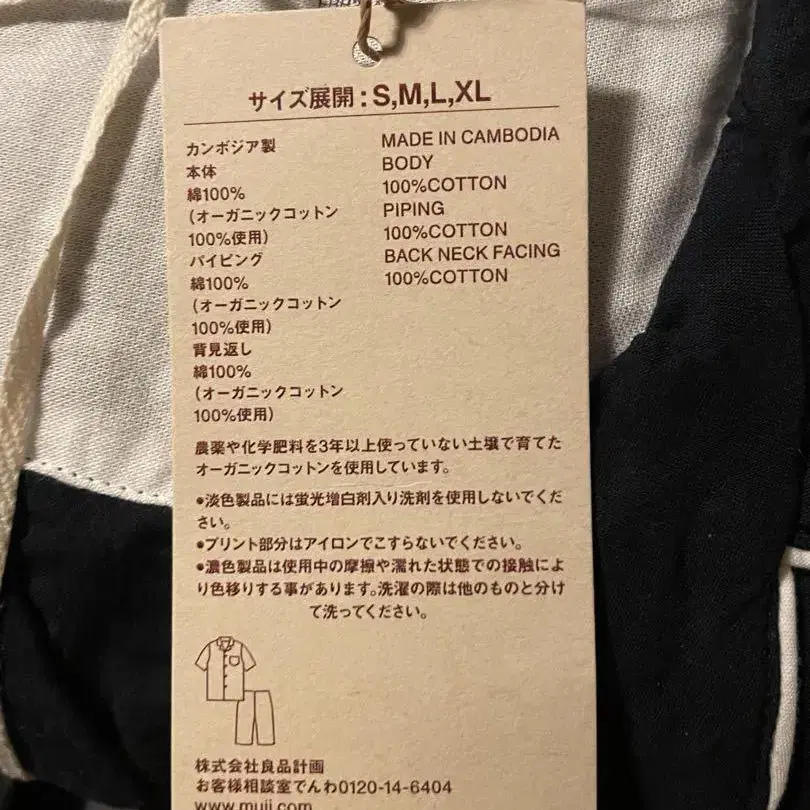 サイズ展開 : S,M,L,XL
カンボジア製
本体
綿100%
(オーガニックコットン
100%使用)
パイピング
綿100%
(オーガニックコットン
100%使用)
背見返し
綿100%
(オーガニックコットン
100%使用)
MADE IN CAMBODIA
BODY
100%COTTON
PIPING
100%COTTON
BACK NECK FACING
100%COTTON
農薬や化学肥料を3年以上使っていない土壌で育てた
オーガニックコットンを使用しています。
●淡色製品には蛍光増白剤入り洗剤を使用しないでくだ
さい。
●プリント部分はアイロンでこすらないでください。
●濃色製品は使用中の摩擦や濡れた状態での接触によ
り色移りする事があります。洗濯の際は他のものと分け
て洗ってください。
株式会社良品計画
お客様相談室でんわ0120-14-6404
www.muji.com